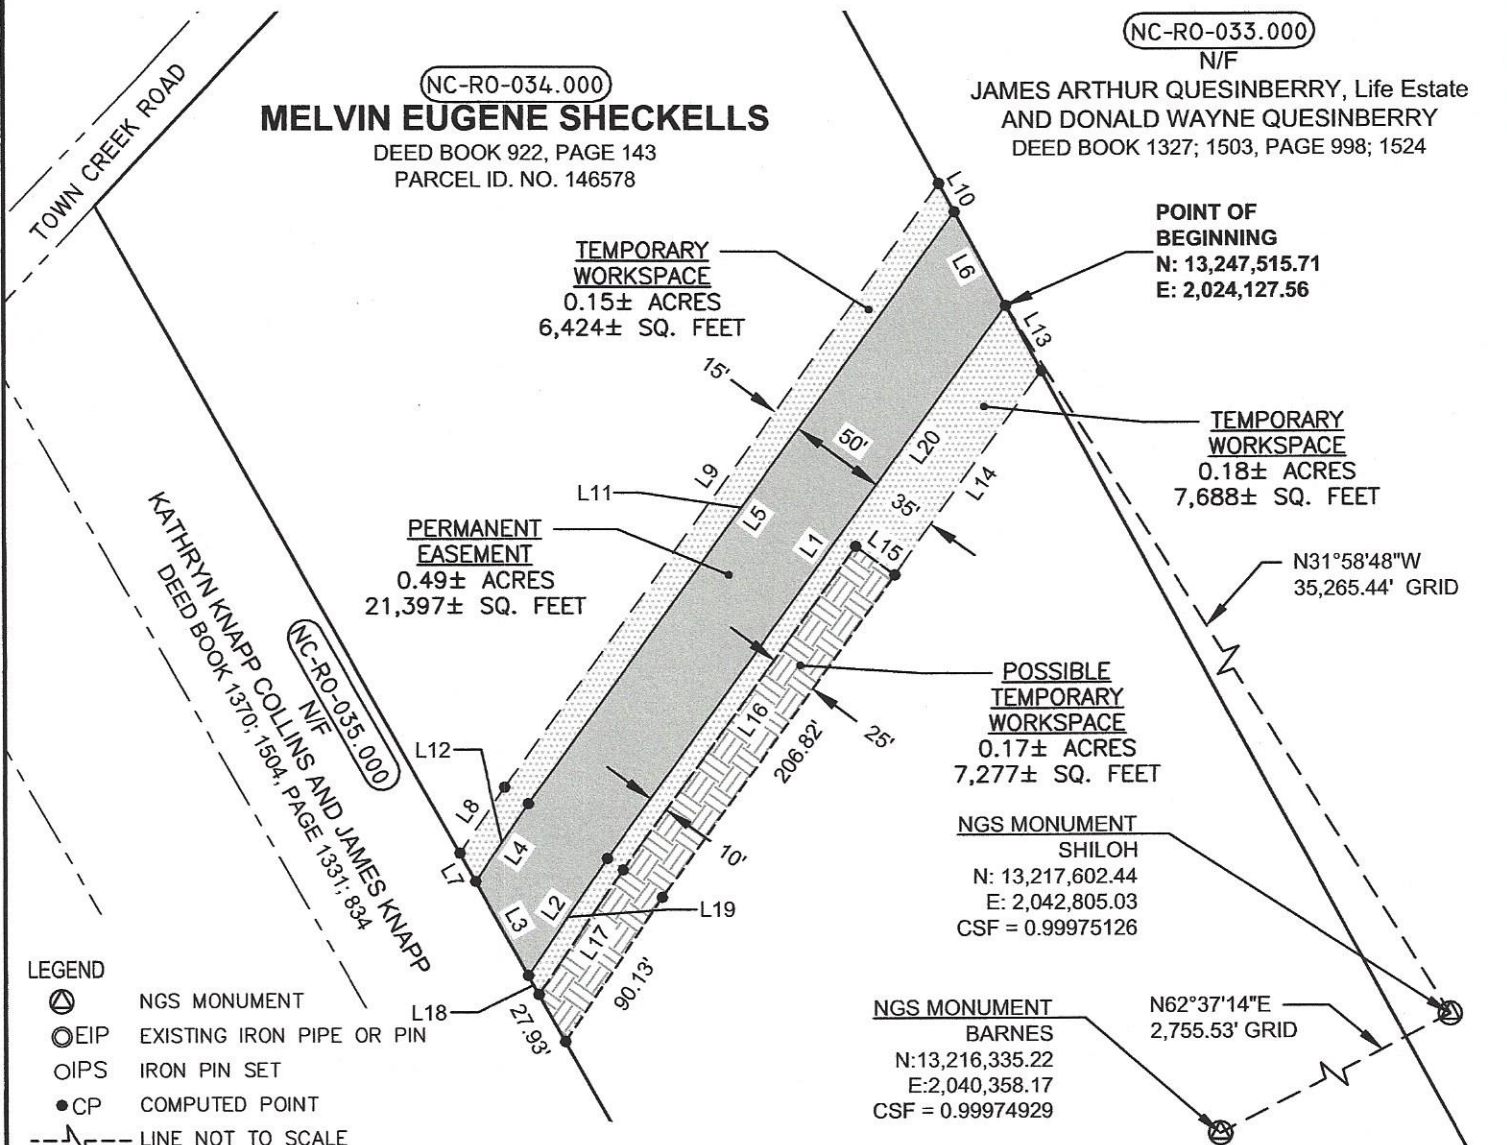 NC-RO-034.000
MELVIN EUGENE SHECKELLS
DEED BOOK 922, PAGE 143
PARCEL ID. NO. 146578
NC-RO-033.000
N/F
JAMES ARTHUR QUESINBERRY, Life Estate
AND DONALD WAYNE QUESINBERRY
DEED BOOK 1327; 1503, PAGE 998; 1524
TOWN CREEK ROAD
POINT OF
BEGINNING
N: 13,247,515.71
E: 2,024,127.56
TEMPORARY
WORKSPACE
0.15± ACRES
6,424± SQ. FEET
L10
L6
L13
15'
50'
L20
L9
L11
L5
L14
35'
L1
L15
TEMPORARY
WORKSPACE
0.18± ACRES
7,688± SQ. FEET
PERMANENT
EASEMENT
0.49± ACRES
21,397± SQ. FEET
N31°58'48"W
35,265.44' GRID
KATHRYN KNAPP COLLINS AND JAMES KNAPP
DEED BOOK 1370; 1504, PAGE 1331; 834
N/F
NC-RO-035.000
POSSIBLE
TEMPORARY
WORKSPACE
0.17± ACRES
7,277± SQ. FEET
L16
25'
206.82'
L12
L8
L4
L7
10'
L3
L2
L19
L17
90.13'
L18
27.93'
NGS MONUMENT
SHILOH
N: 13,217,602.44
E: 2,042,805.03
CSF = 0.99975126
NGS MONUMENT
BARNES
N:13,216,335.22
E:2,040,358.17
CSF = 0.99974929
N62°37'14"E
2,755.53' GRID
LEGEND
NGS MONUMENT
EIP EXISTING IRON PIPE OR PIN
IPS IRON PIN SET
CP COMPUTED POINT
LINE NOT TO SCALE